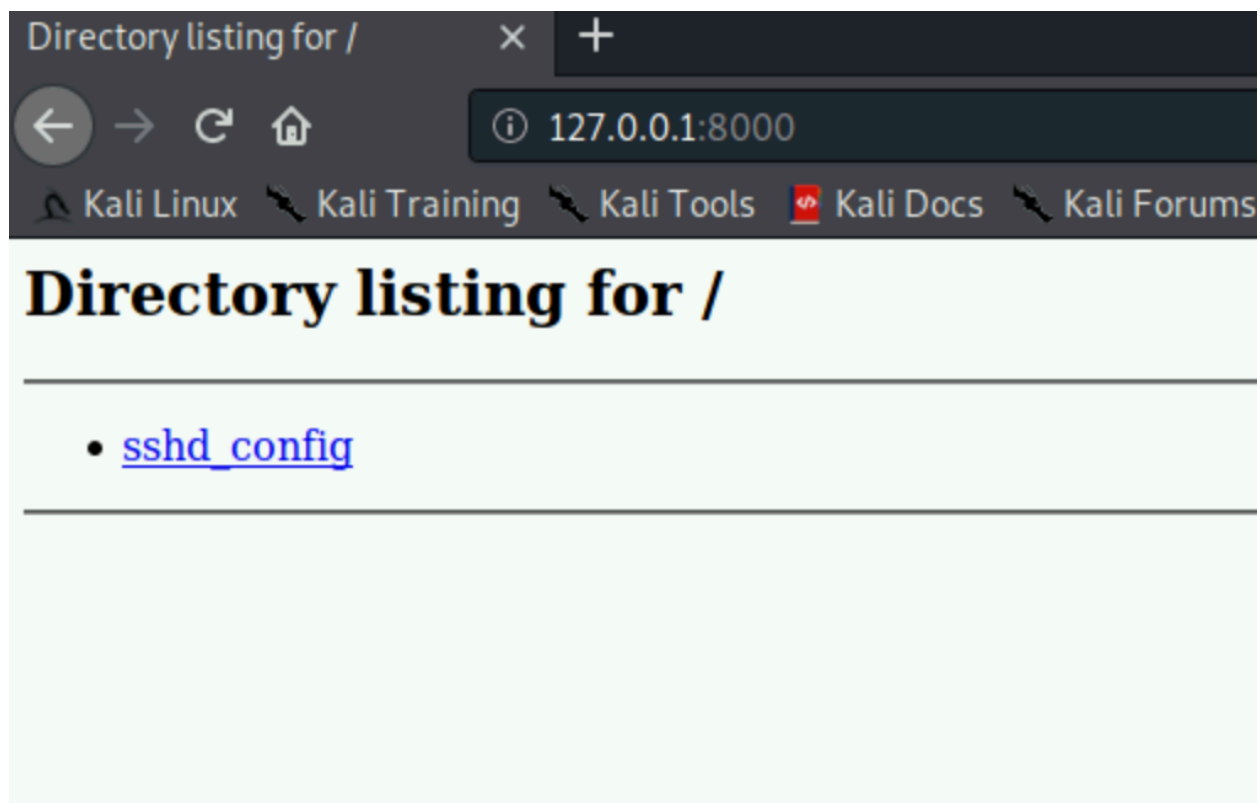 Directory listing for /
127.0.0.1:8000
Kali Linux Kali Training Kali Tools Kali Docs Kali Forums
Directory listing for /
sshd_config